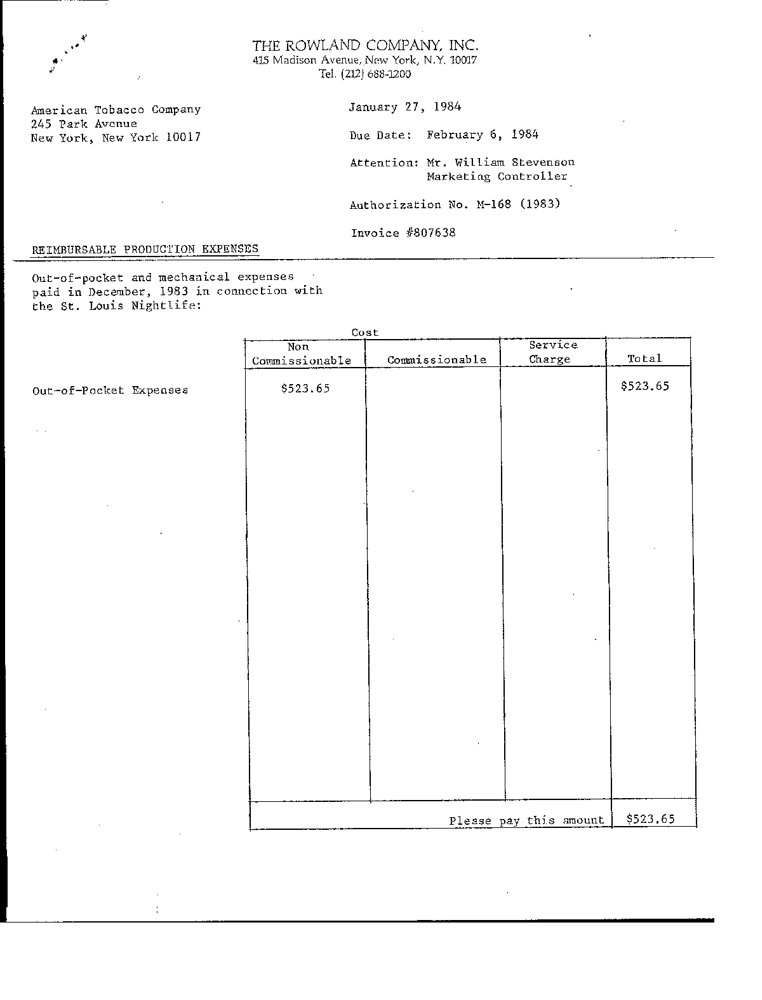 THE ROWLAND COMPANY, INC.
415 Madison Avenue, New York, N.Y. 10017
Tel. (212) 688-1200
American Tobacco Company
245 Park Avenue
New York, New York 10017
January 27, 1984
Due Date: February 6, 1984
Attention: Mr. William Stevenson
Marketing Controller
Authorization No. M-168 (1983)
Invoice #807638
REIMBURSABLE PRODUCTION EXPENSES
Out-of-pocket and mechanical expenses
paid in December, 1983 in connection with
the St. Louis Nightlife:
Cost
Non Commissionable
Commissionable
Service Charge
Total
Out-of-Pocket Expenses $523.65 $523.65
Please pay this amount $523.65